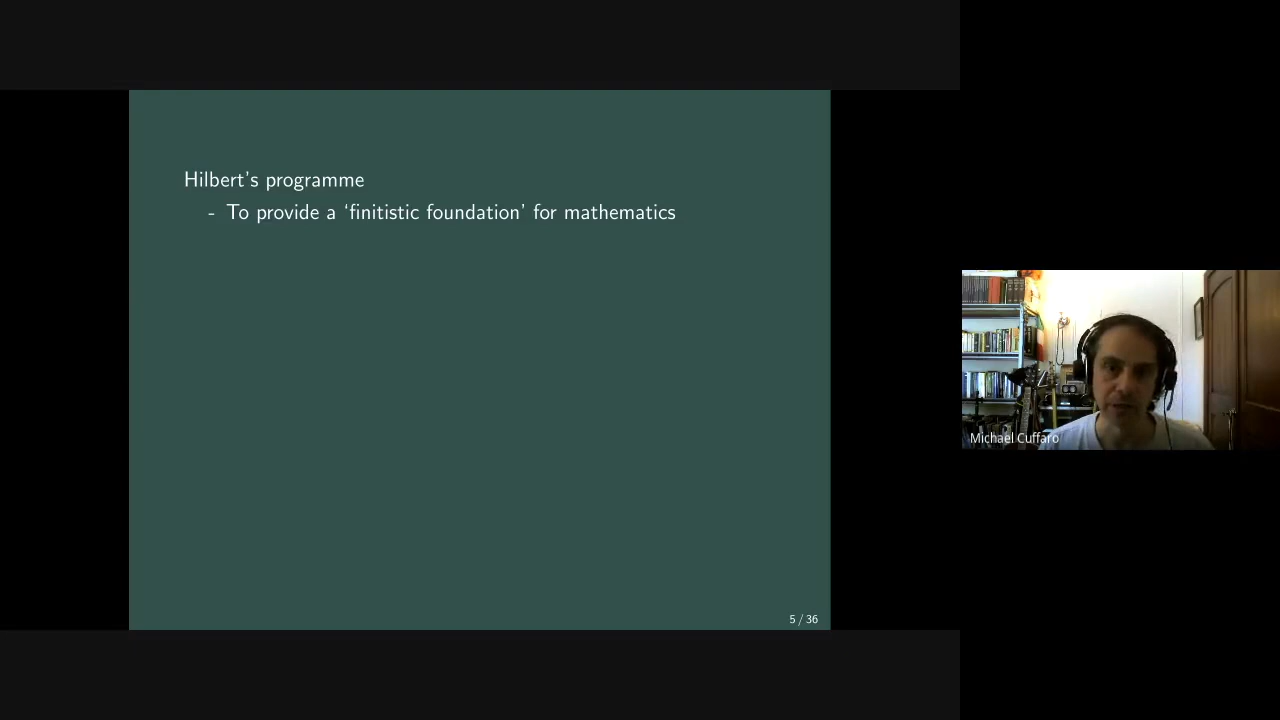 Hilbert's programme
- To provide a ‘finitistic foundation’ for mathematics
5 / 36
Michael Cuffaro